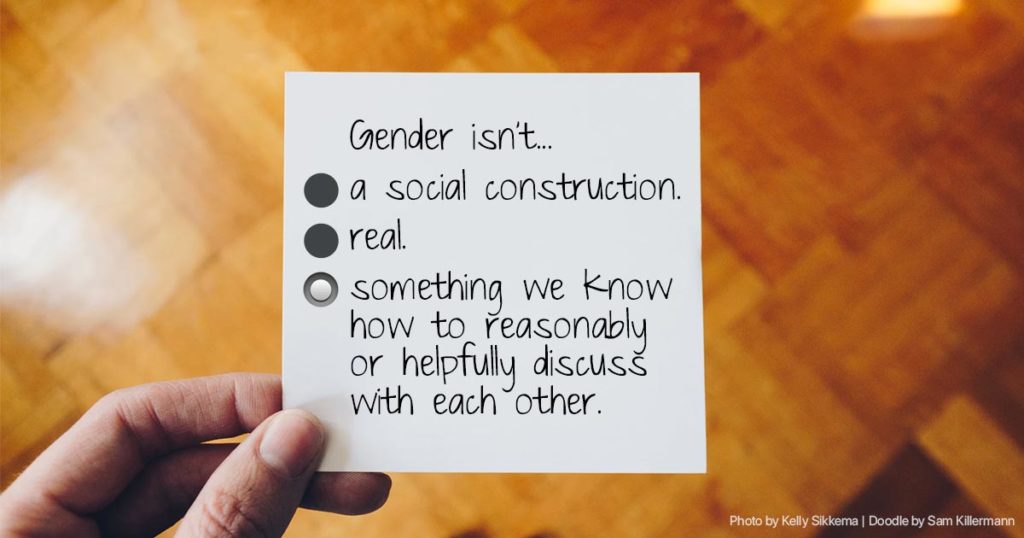 Gender isn't...
a social construction.
real.
something we know
how to reasonably
or helpfully discuss
with each other.
Photo by Kelly Sikkema | Doodle by Sam Killermann